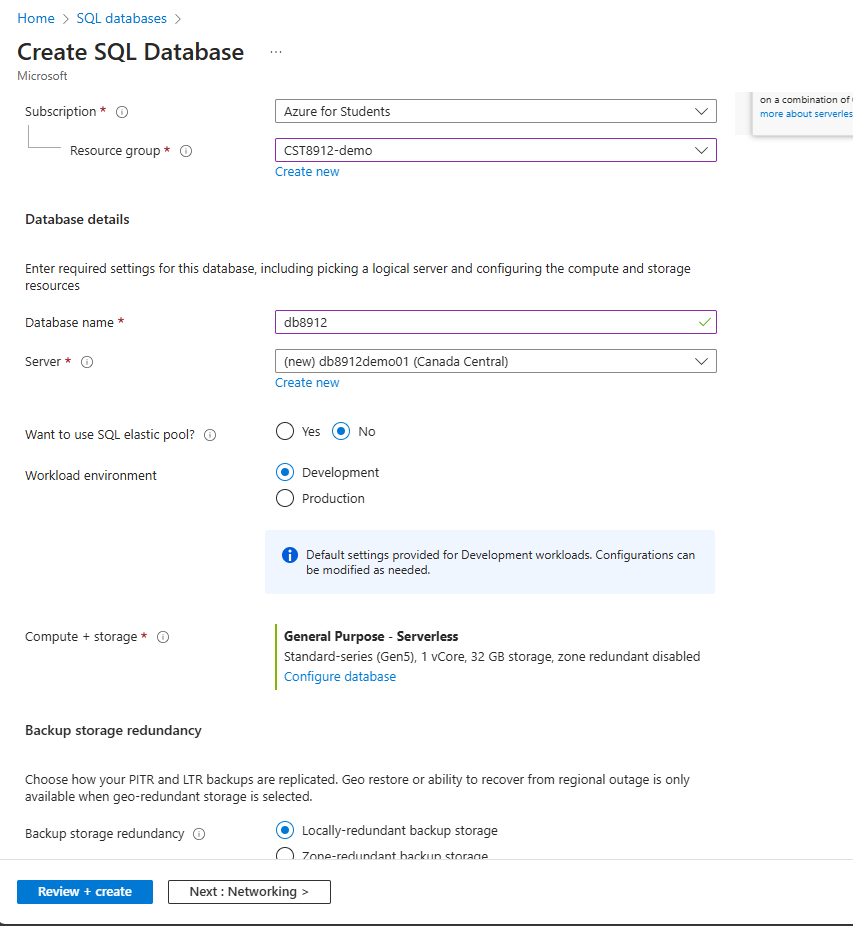 Home > SQL databases >
Create SQL Database ...
Microsoft
on a combination of
more about serverles
Subscription *
Azure for Students
Resource group *
CST8912-demo
Create new
Database details
Enter required settings for this database, including picking a logical server and configuring the compute and storage
resources
Database name *
db8912
Server *
(new) db8912demo01 (Canada Central)
Create new
Want to use SQL elastic pool?
Yes No
Workload environment
Development
Production
Default settings provided for Development workloads. Configurations can
be modified as needed.
Compute + storage *
General Purpose - Serverless
Standard-series (Gen5), 1 vCore, 32 GB storage, zone redundant disabled
Configure database
Backup storage redundancy
Choose how your PITR and LTR backups are replicated. Geo restore or ability to recover from regional outage is only
available when geo-redundant storage is selected.
Backup storage redundancy
Locally-redundant backup storage
Zone-redundant backup storage
Review + create
Next : Networking >